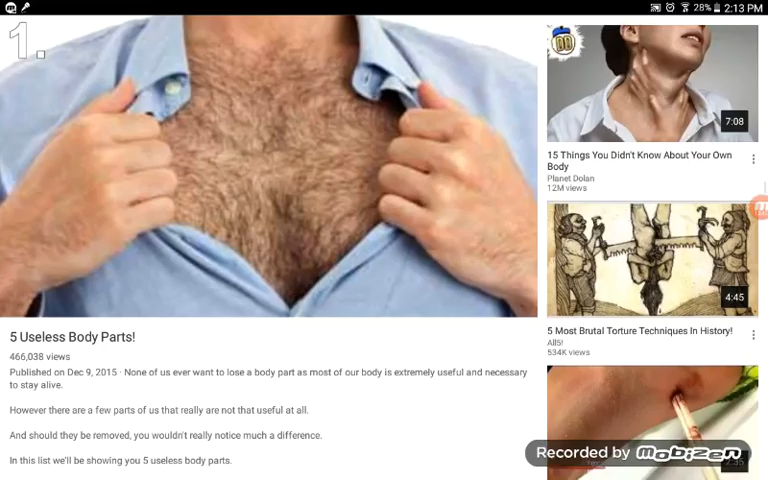 28% 2:13 PM
1.
7:08
15 Things You Didn't Know About Your Own
Body
Planet Dolan
12M views
4:45
5 Most Brutal Torture Techniques In History!
All5!
534K views
5 Useless Body Parts!
466,038 views
Published on Dec 9, 2015 · None of us ever want to lose a body part as most of our body is extremely useful and necessary
to stay alive.
However there are a few parts of us that really are not that useful at all.
And should they be removed, you wouldn't really notice much a difference.
In this list we'll be showing you 5 useless body parts.
Recorded by mobizen